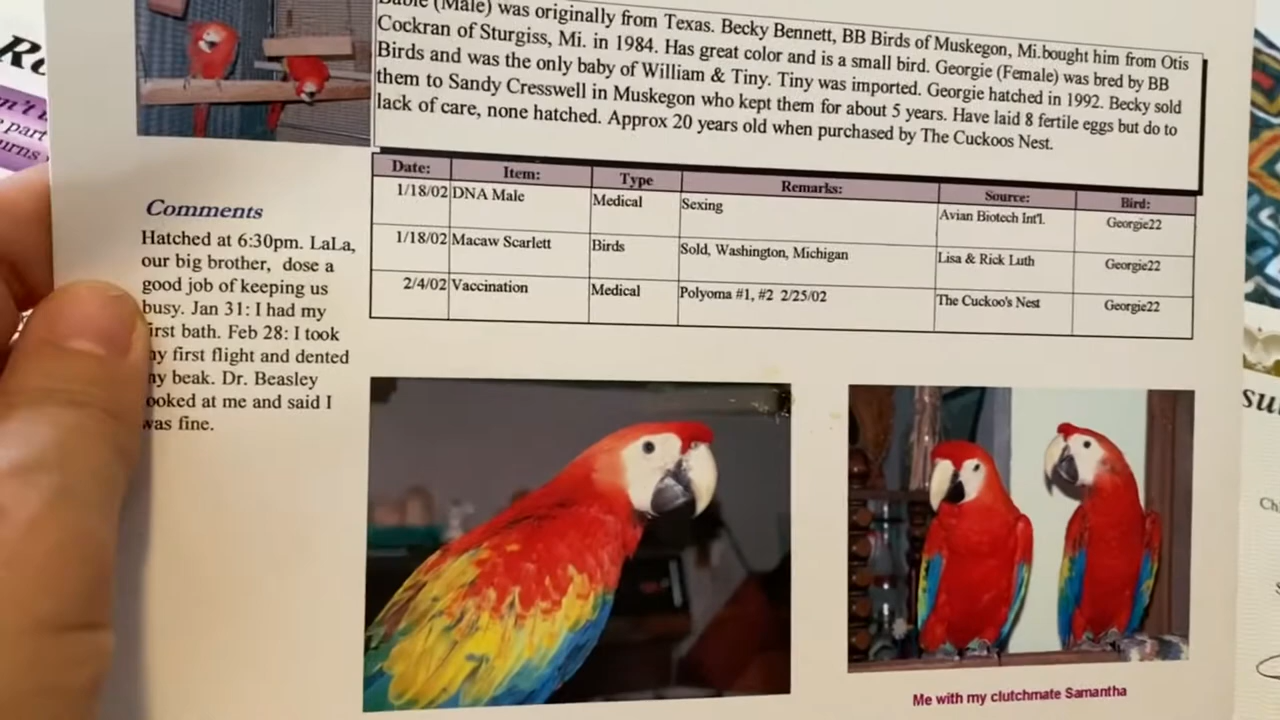 (Male) was originally from Texas. Becky Bennett, BB Birds of Muskegon, Mi.bought him from Otis
Cockran of Sturgiss, Mi. in 1984. Has great color and is a small bird. Georgie (Female) was bred by BB
Birds and was the only baby of William & Tiny. Tiny was imported. Georgie hatched in 1992. Becky sold
them to Sandy Cresswell in Muskegon who kept them for about 5 years. Have laid 8 fertile eggs but do to
lack of care, none hatched. Approx 20 years old when purchased by The Cuckoos Nest.
Date: Item: Type Remarks: Source: Bird:
1/18/02 DNA Male Medical Sexing Avian Biotech Int'l. Georgie22
1/18/02 Macaw Scarlett Birds Sold, Washington, Michigan Lisa & Rick Luth Georgie22
2/4/02 Vaccination Medical Polyoma #1, #2 2/25/02 The Cuckoo's Nest Georgie22
Comments
Hatched at 6:30pm. LaLa,
our big brother, dose a
good job of keeping us
busy. Jan 31: I had my
irst bath. Feb 28: I took
ny first flight and dented
ny beak. Dr. Beasley
ooked at me and said I
was fine.
Me with my clutchmate Samantha
n't
part
urns
Ch